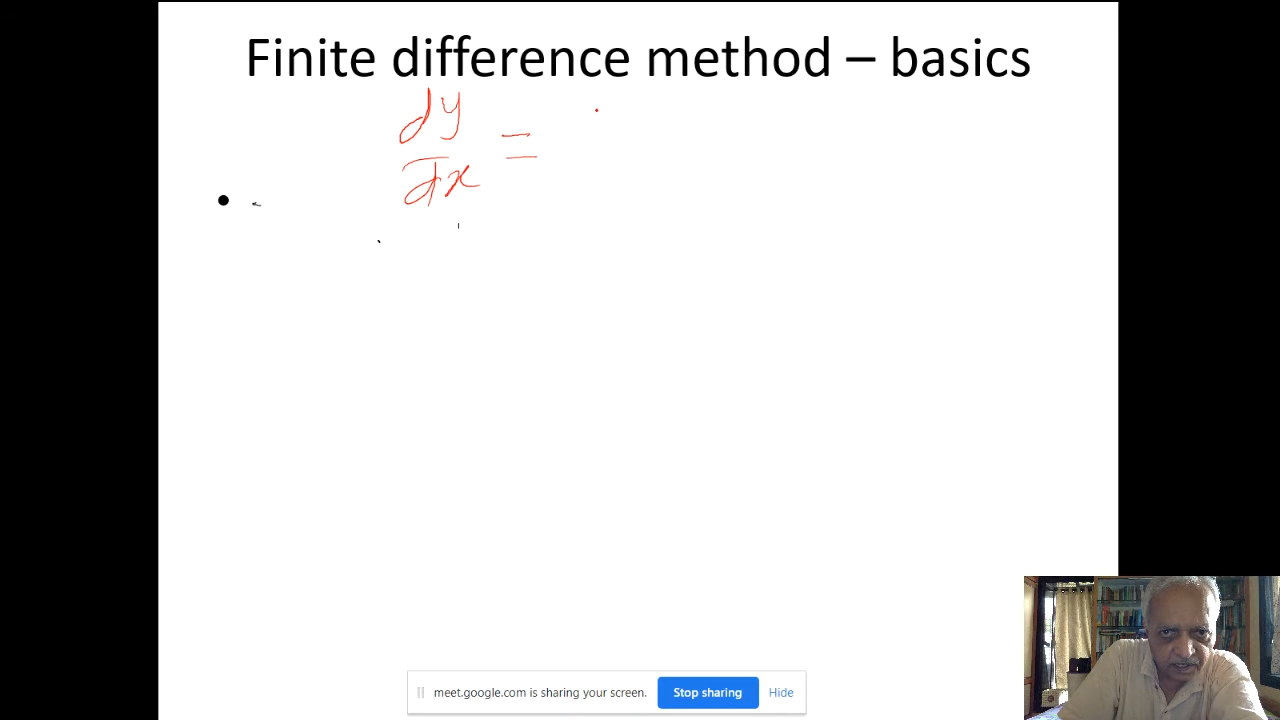 Finite difference method – basics
dy
dx =
meet.google.com is sharing your screen. Stop sharing Hide